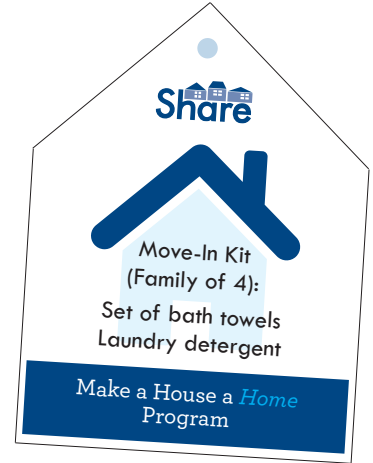 Share
Move-In Kit
(Family of 4):
Set of bath towels
Laundry detergent
Make a House a Home
Program